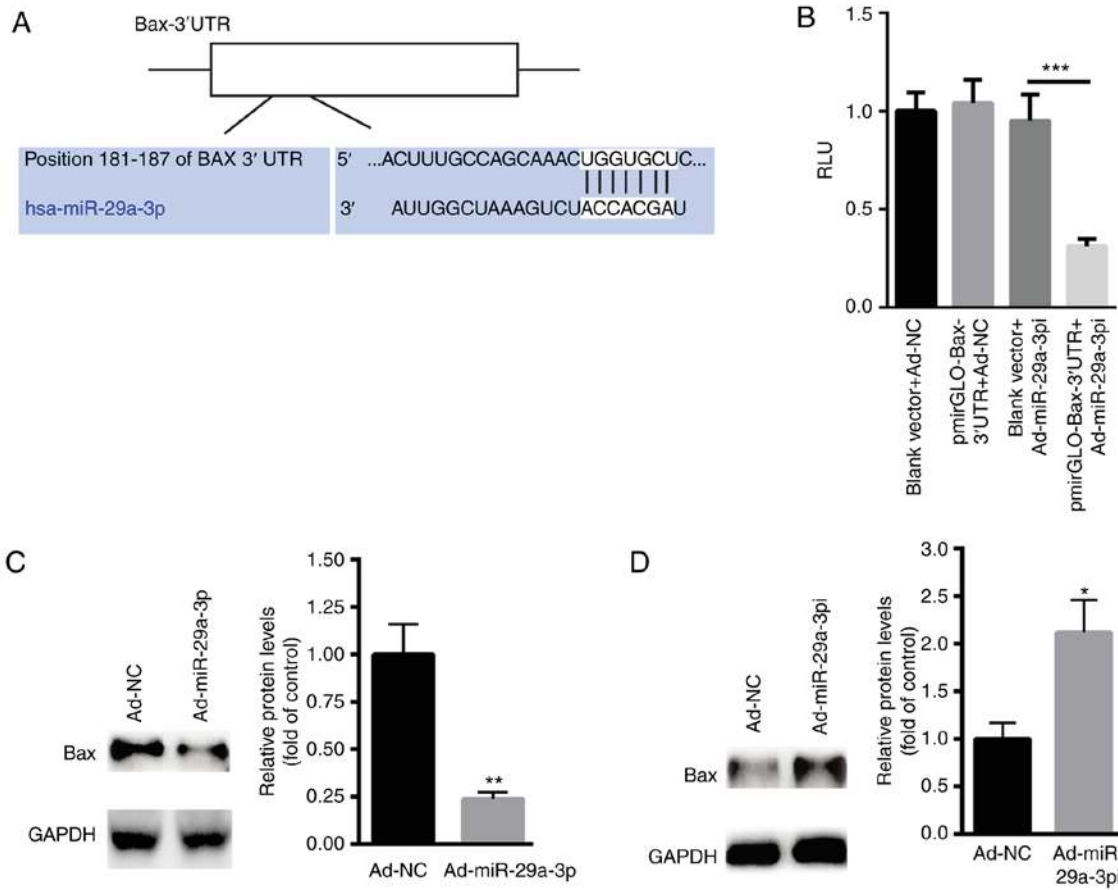 A
Bax-3′UTR
Position 181-187 of BAX 3′ UTR
5′ ...ACUUUGCCAGCAAACUGGUGCUC...
hsa-miR-29a-3p
3′ AUUGGCUAAAGUCUACCACGAU
B
1.5
1.0
0.5
0.0
RLU
***
Blank vector+Ad-NC
pmirGLO-Bax-
3′UTR+Ad-NC
Blank vector+
Ad-miR-29a-3pi
pmirGLO-Bax-3′UTR+
Ad-miR-29a-3pi
C
Ad-NC
Ad-miR-29a-3p
Bax
GAPDH
Relative protein levels
(fold of control)
1.50
1.25
1.00
0.75
0.50
0.25
0.00
**
Ad-NC
Ad-miR-29a-3p
D
Ad-NC
Ad-miR-29a-3pi
Bax
GAPDH
Relative protein levels
(fold of control)
3.0
2.5
2.0
1.5
1.0
0.5
0.0
*
Ad-NC
Ad-miR
29a-3p